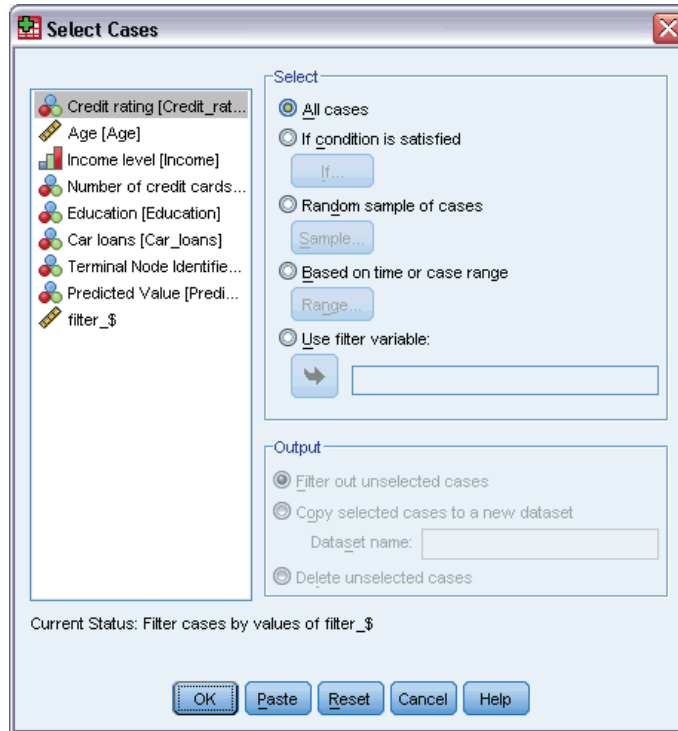 Select Cases
Credit rating [Credit_rat...
Age [Age]
Income level [Income]
Number of credit cards...
Education [Education]
Car loans [Car_loans]
Terminal Node Identifie...
Predicted Value [Predi...
filter_$
Select
All cases
If condition is satisfied
If...
Random sample of cases
Sample...
Based on time or case range
Range...
Use filter variable:
Output
Filter out unselected cases
Copy selected cases to a new dataset
Dataset name:
Delete unselected cases
Current Status: Filter cases by values of filter_$
OK
Paste
Reset
Cancel
Help